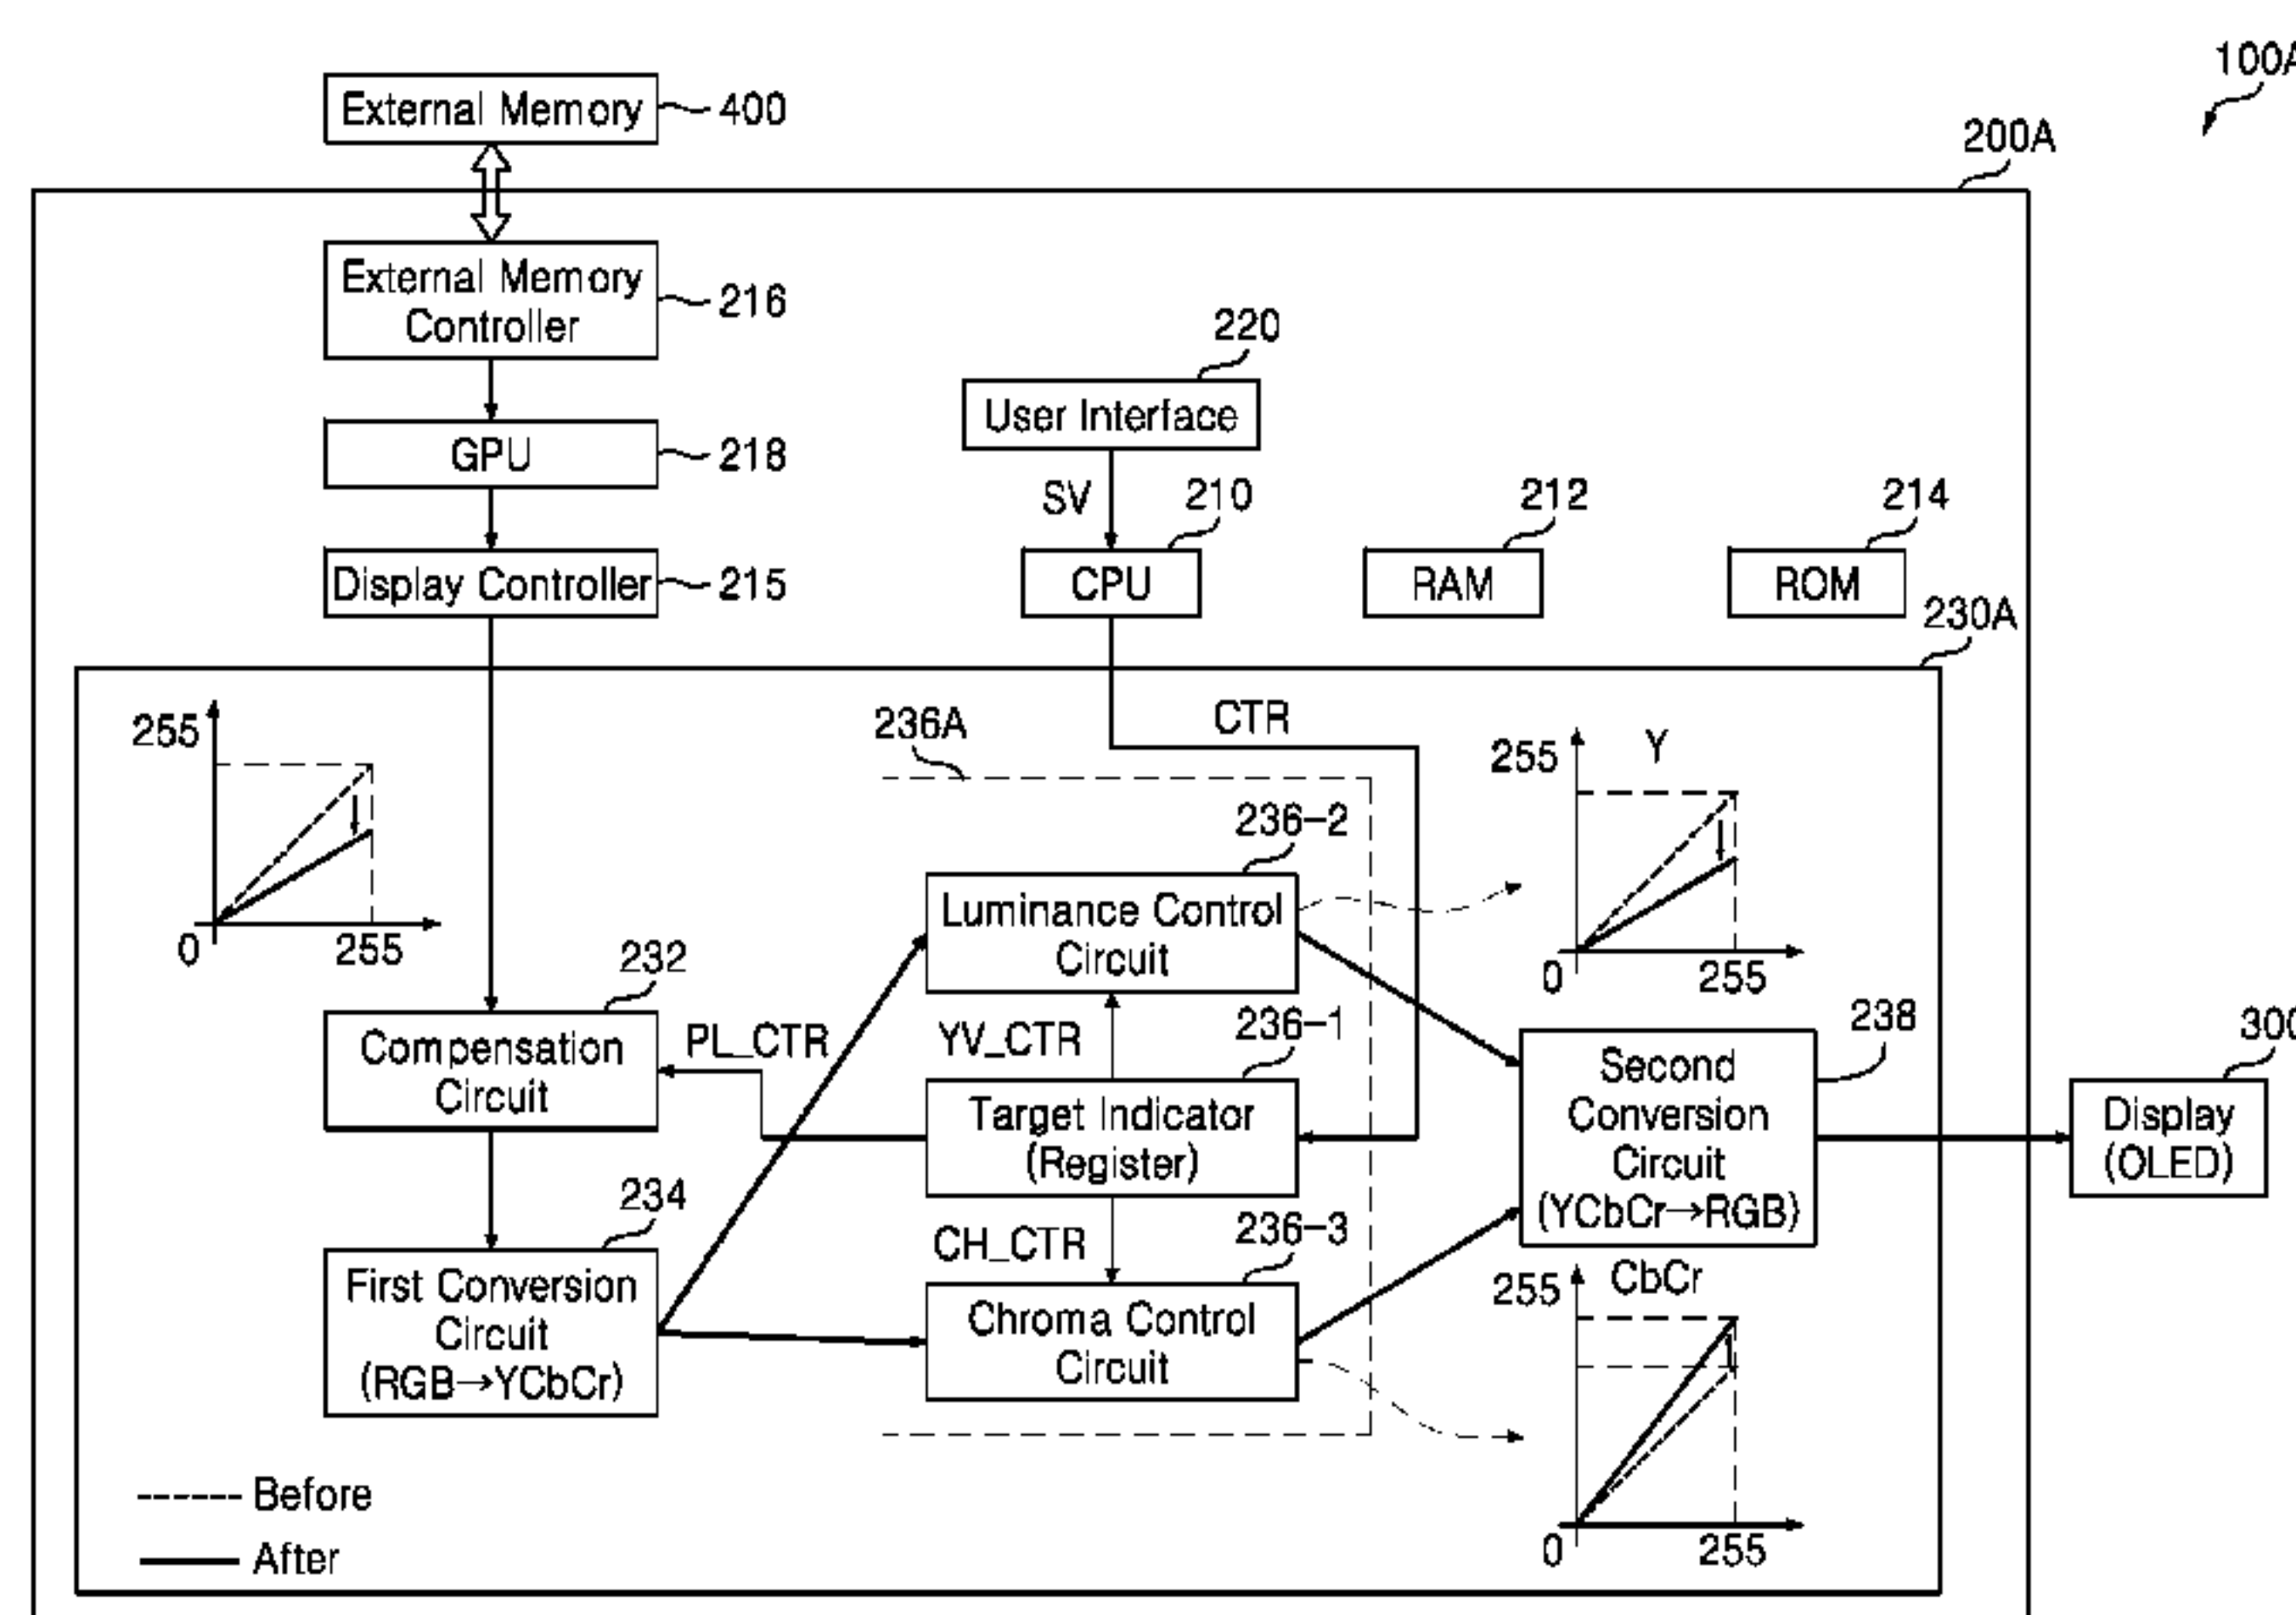 100A
External Memory
400
200A
External Memory
Controller
216
220
User Interface
GPU
218
SV
210
212
214
Display Controller
215
CPU
RAM
ROM
230A
255
0
255
236A
CTR
255
Y
0
255
236-2
Luminance Control
Circuit
232
Compensation
Circuit
PL_CTR
YV_CTR
236-1
Target Indicator
(Register)
238
Second
Conversion
Circuit
(YCbCr→RGB)
300
Display
(OLED)
234
First Conversion
Circuit
(RGB→YCbCr)
CH_CTR
236-3
Chroma Control
Circuit
255
CbCr
0
255
Before
After